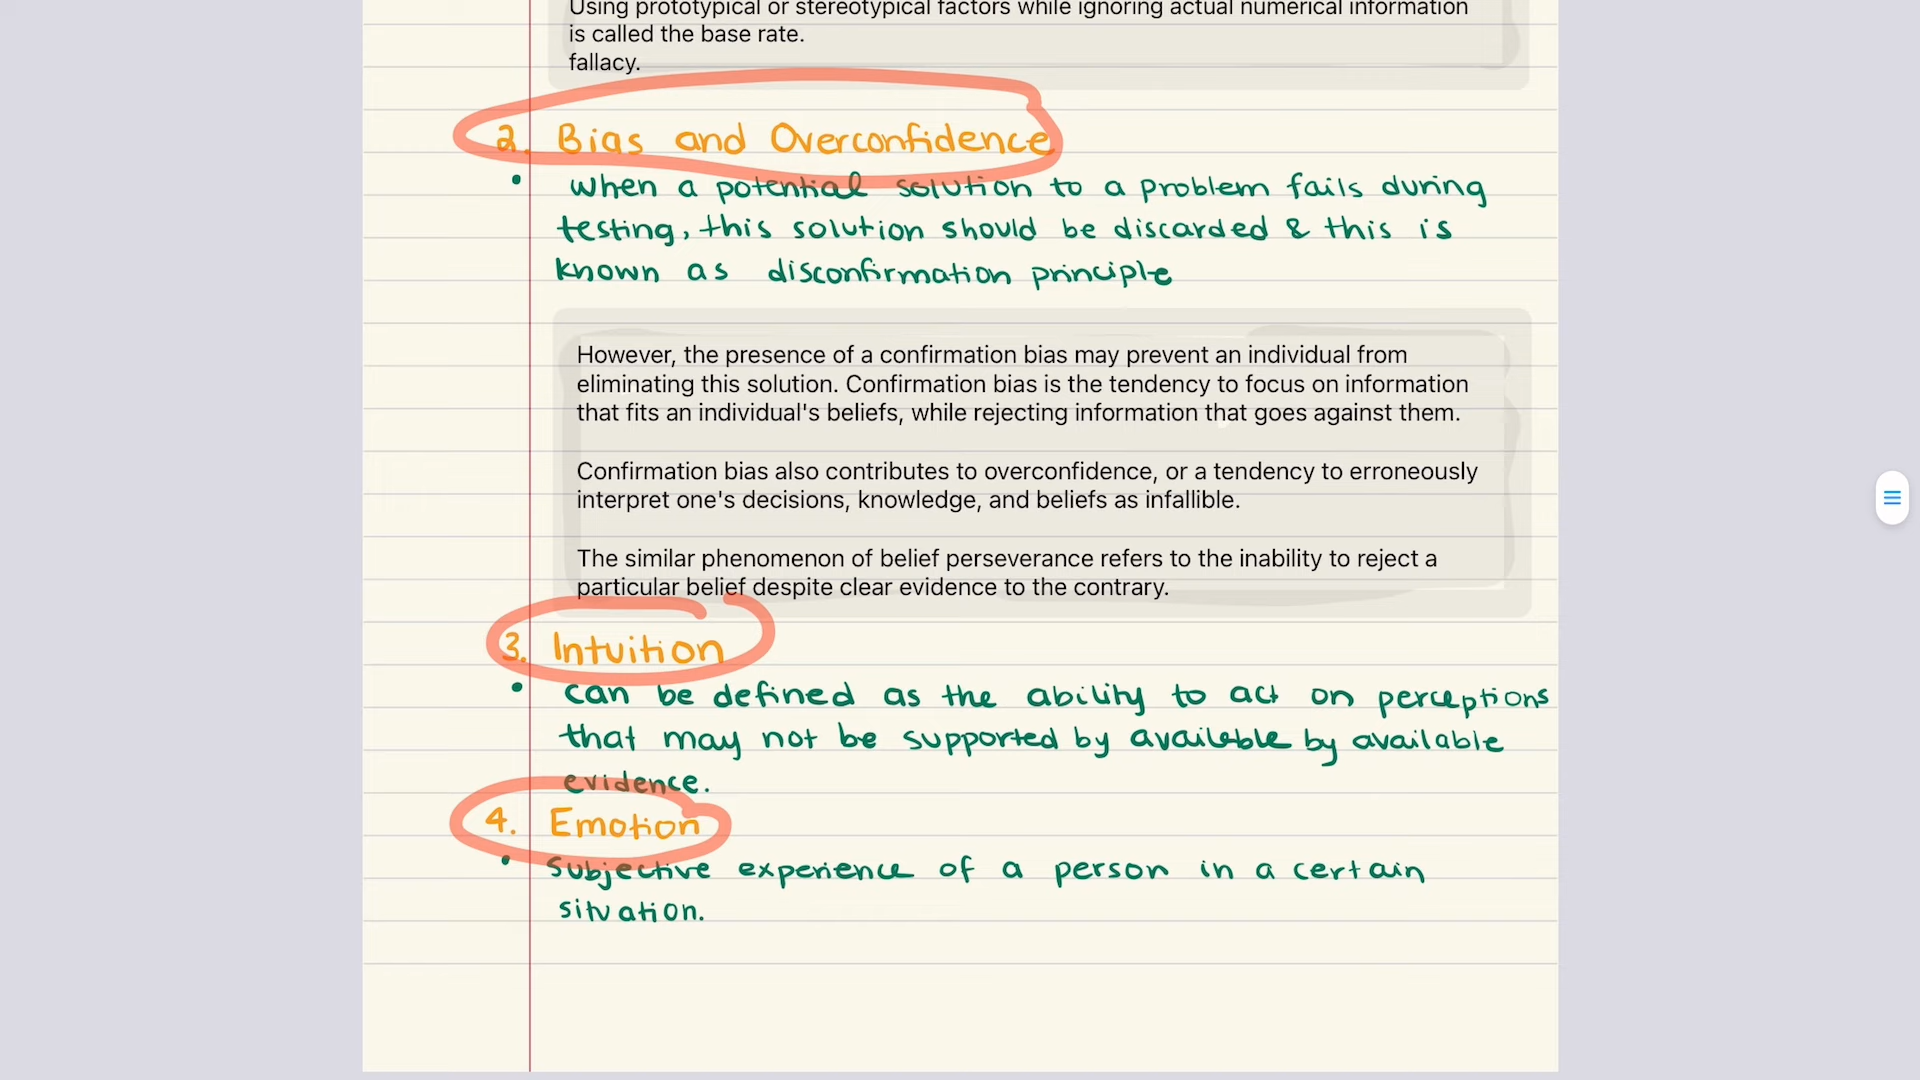 Using prototypical or stereotypical factors while ignoring actual numerical information
is called the base rate.
fallacy.
2. Bias and Overconfidence
• when a potential solution to a problem fails during
testing, this solution should be discarded & this is
known as disconfirmation principle
However, the presence of a confirmation bias may prevent an individual from
eliminating this solution. Confirmation bias is the tendency to focus on information
that fits an individual's beliefs, while rejecting information that goes against them.
Confirmation bias also contributes to overconfidence, or a tendency to erroneously
interpret one's decisions, knowledge, and beliefs as infallible.
The similar phenomenon of belief perseverance refers to the inability to reject a
particular belief despite clear evidence to the contrary.
3. Intuition
• can be defined as the ability to act on perceptions
that may not be supported by available by available
evidence.
4. Emotion
• Subjective experience of a person in a certain
situation.